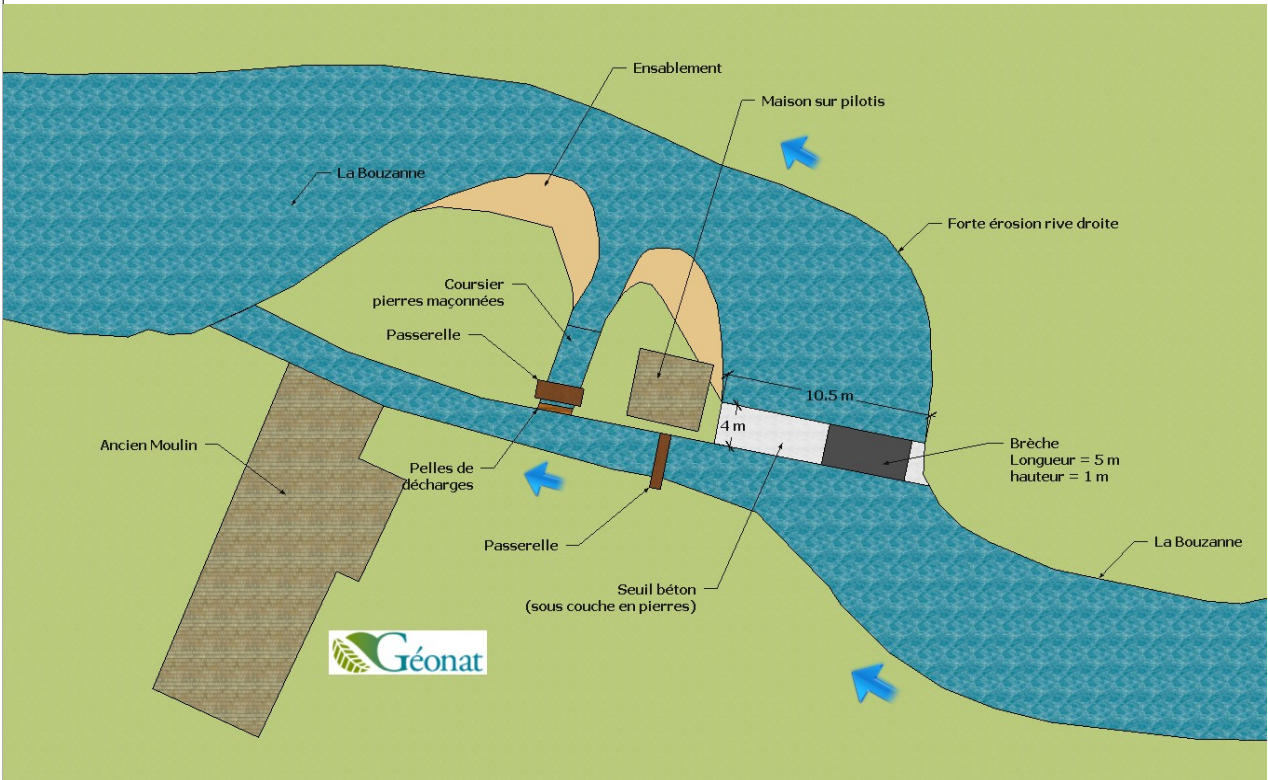 Ensablement
Maison sur pilotis
La Bouzanne
Forte érosion rive droite
Coursier
pierres maçonnées
Passerelle
10.5 m
4 m
Ancien Moulin
Pelles de
décharges
Brèche
Longueur = 5 m
hauteur = 1 m
Passerelle
La Bouzanne
Seuil béton
(sous couche en pierres)
Géonat